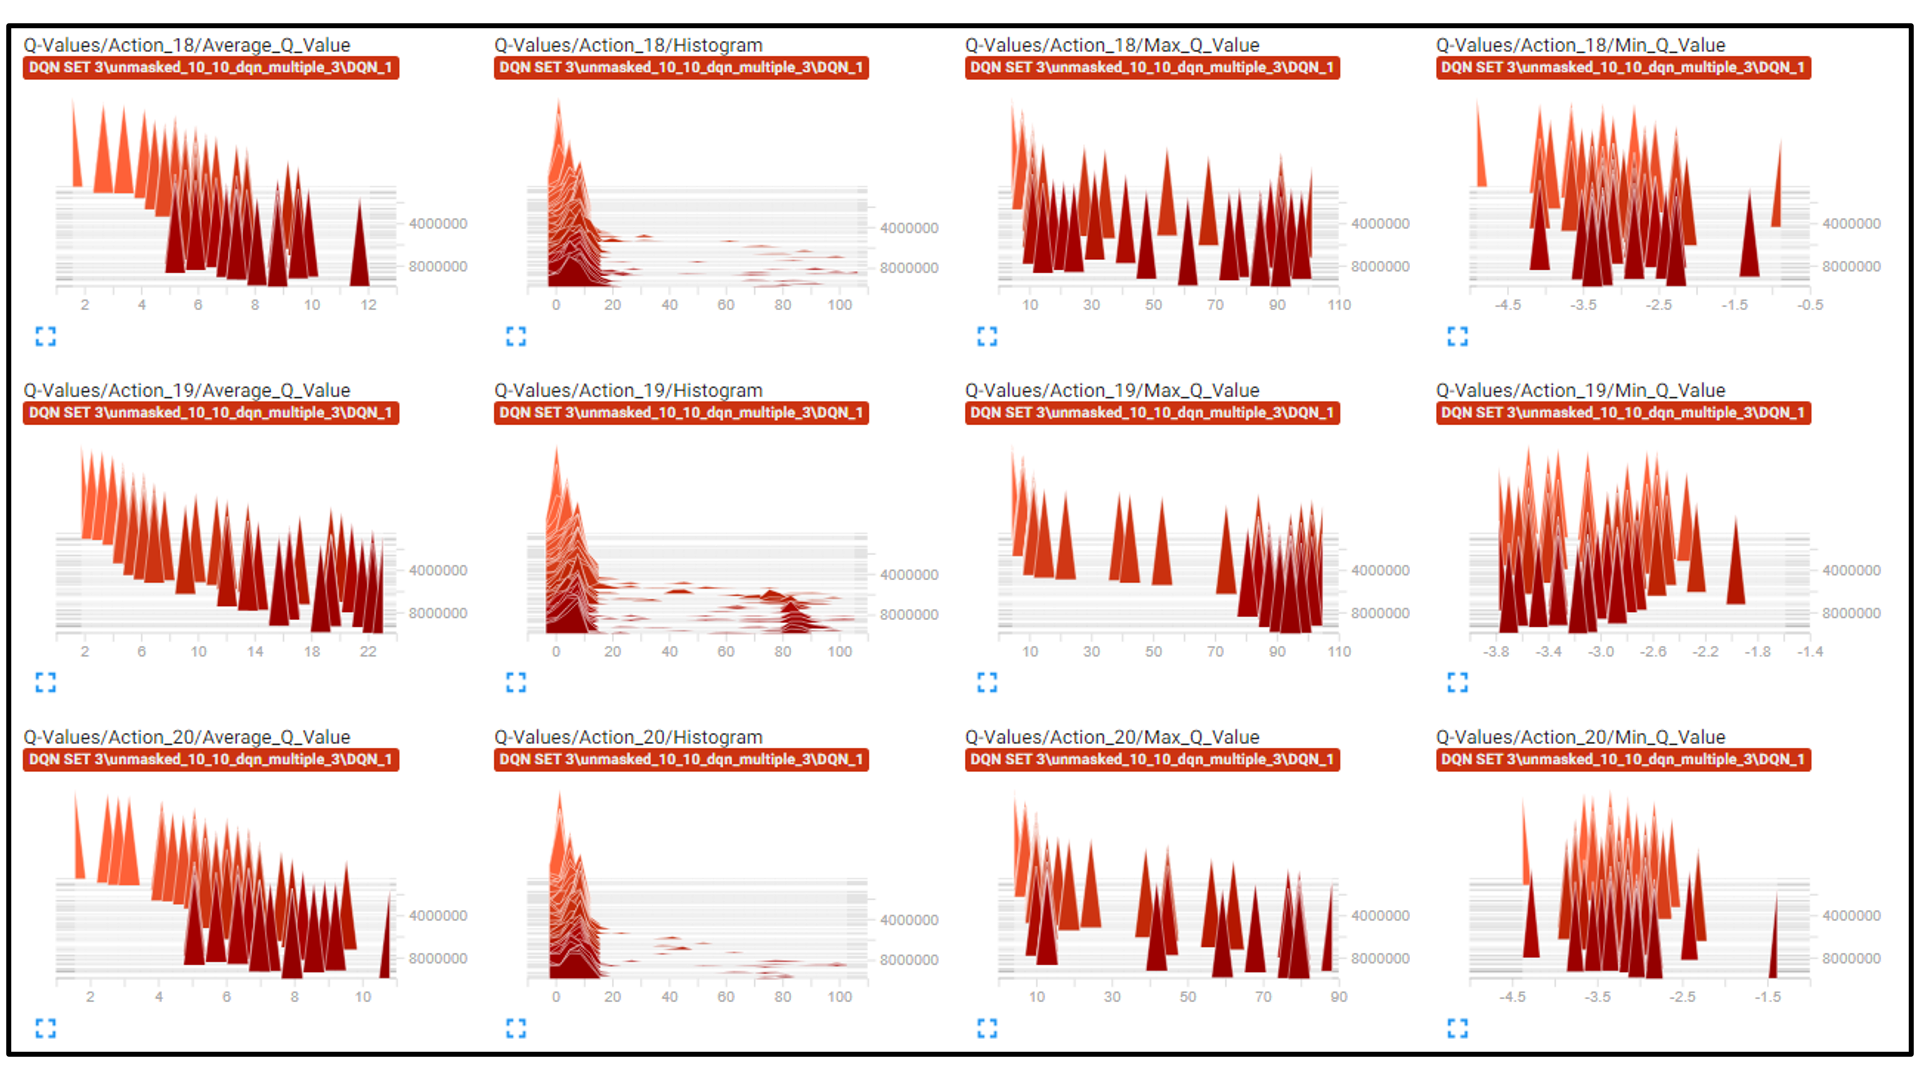 Q-Values/Action_18/Average_Q_Value
DQN SET 3\unmasked_10_10_dqn_multiple_3\DQN_1
4000000
8000000
2 4 6 8 10 12
Q-Values/Action_18/Histogram
DQN SET 3\unmasked_10_10_dqn_multiple_3\DQN_1
4000000
8000000
0 20 40 60 80 100
Q-Values/Action_18/Max_Q_Value
DQN SET 3\unmasked_10_10_dqn_multiple_3\DQN_1
4000000
8000000
10 30 50 70 90 110
Q-Values/Action_18/Min_Q_Value
DQN SET 3\unmasked_10_10_dqn_multiple_3\DQN_1
4000000
8000000
-4.5 -3.5 -2.5 -1.5 -0.5
Q-Values/Action_19/Average_Q_Value
DQN SET 3\unmasked_10_10_dqn_multiple_3\DQN_1
4000000
8000000
2 6 10 14 18 22
Q-Values/Action_19/Histogram
DQN SET 3\unmasked_10_10_dqn_multiple_3\DQN_1
4000000
8000000
0 20 40 60 80 100
Q-Values/Action_19/Max_Q_Value
DQN SET 3\unmasked_10_10_dqn_multiple_3\DQN_1
4000000
8000000
10 30 50 70 90 110
Q-Values/Action_19/Min_Q_Value
DQN SET 3\unmasked_10_10_dqn_multiple_3\DQN_1
4000000
8000000
-3.8 -3.4 -3.0 -2.6 -2.2 -1.8 -1.4
Q-Values/Action_20/Average_Q_Value
DQN SET 3\unmasked_10_10_dqn_multiple_3\DQN_1
4000000
8000000
2 4 6 8 10
Q-Values/Action_20/Histogram
DQN SET 3\unmasked_10_10_dqn_multiple_3\DQN_1
4000000
8000000
0 20 40 60 80 100
Q-Values/Action_20/Max_Q_Value
DQN SET 3\unmasked_10_10_dqn_multiple_3\DQN_1
4000000
8000000
10 30 50 70 90
Q-Values/Action_20/Min_Q_Value
DQN SET 3\unmasked_10_10_dqn_multiple_3\DQN_1
4000000
8000000
-4.5 -3.5 -2.5 -1.5